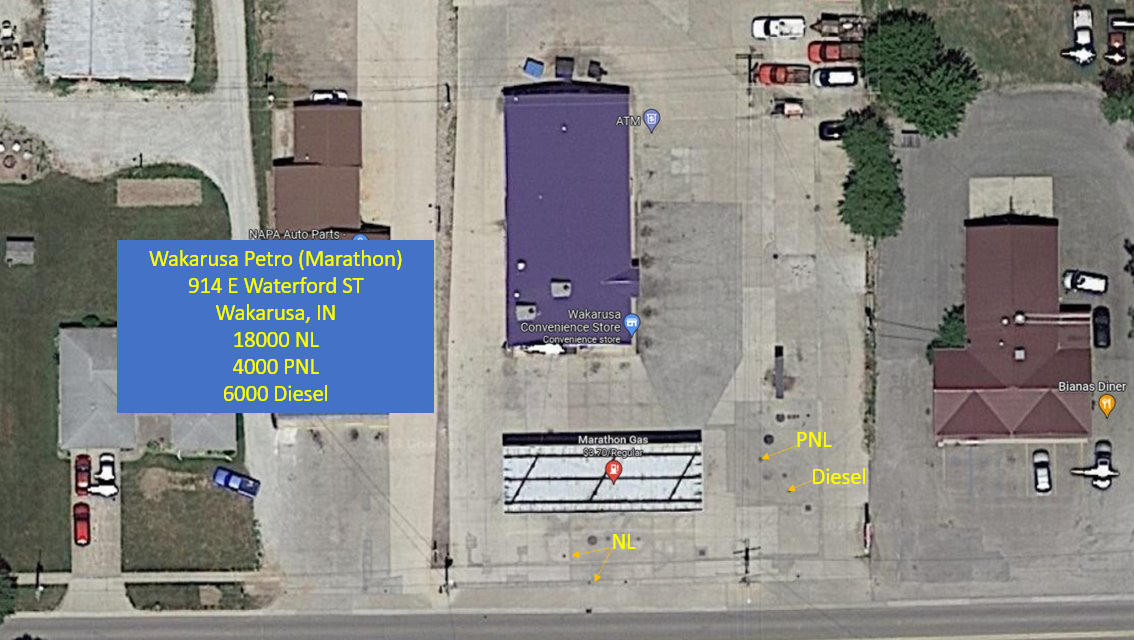 ATM
NAPA Auto Parts -
Wakarusa Petro (Marathon)
914 E Waterford ST
Wakarusa, IN
18000 NL
4000 PNL
6000 Diesel
Wakarusa
Convenience Store
Convenience store
Bianas Diner
Marathon Gas
$3.70/Regular
PNL
Diesel
NL